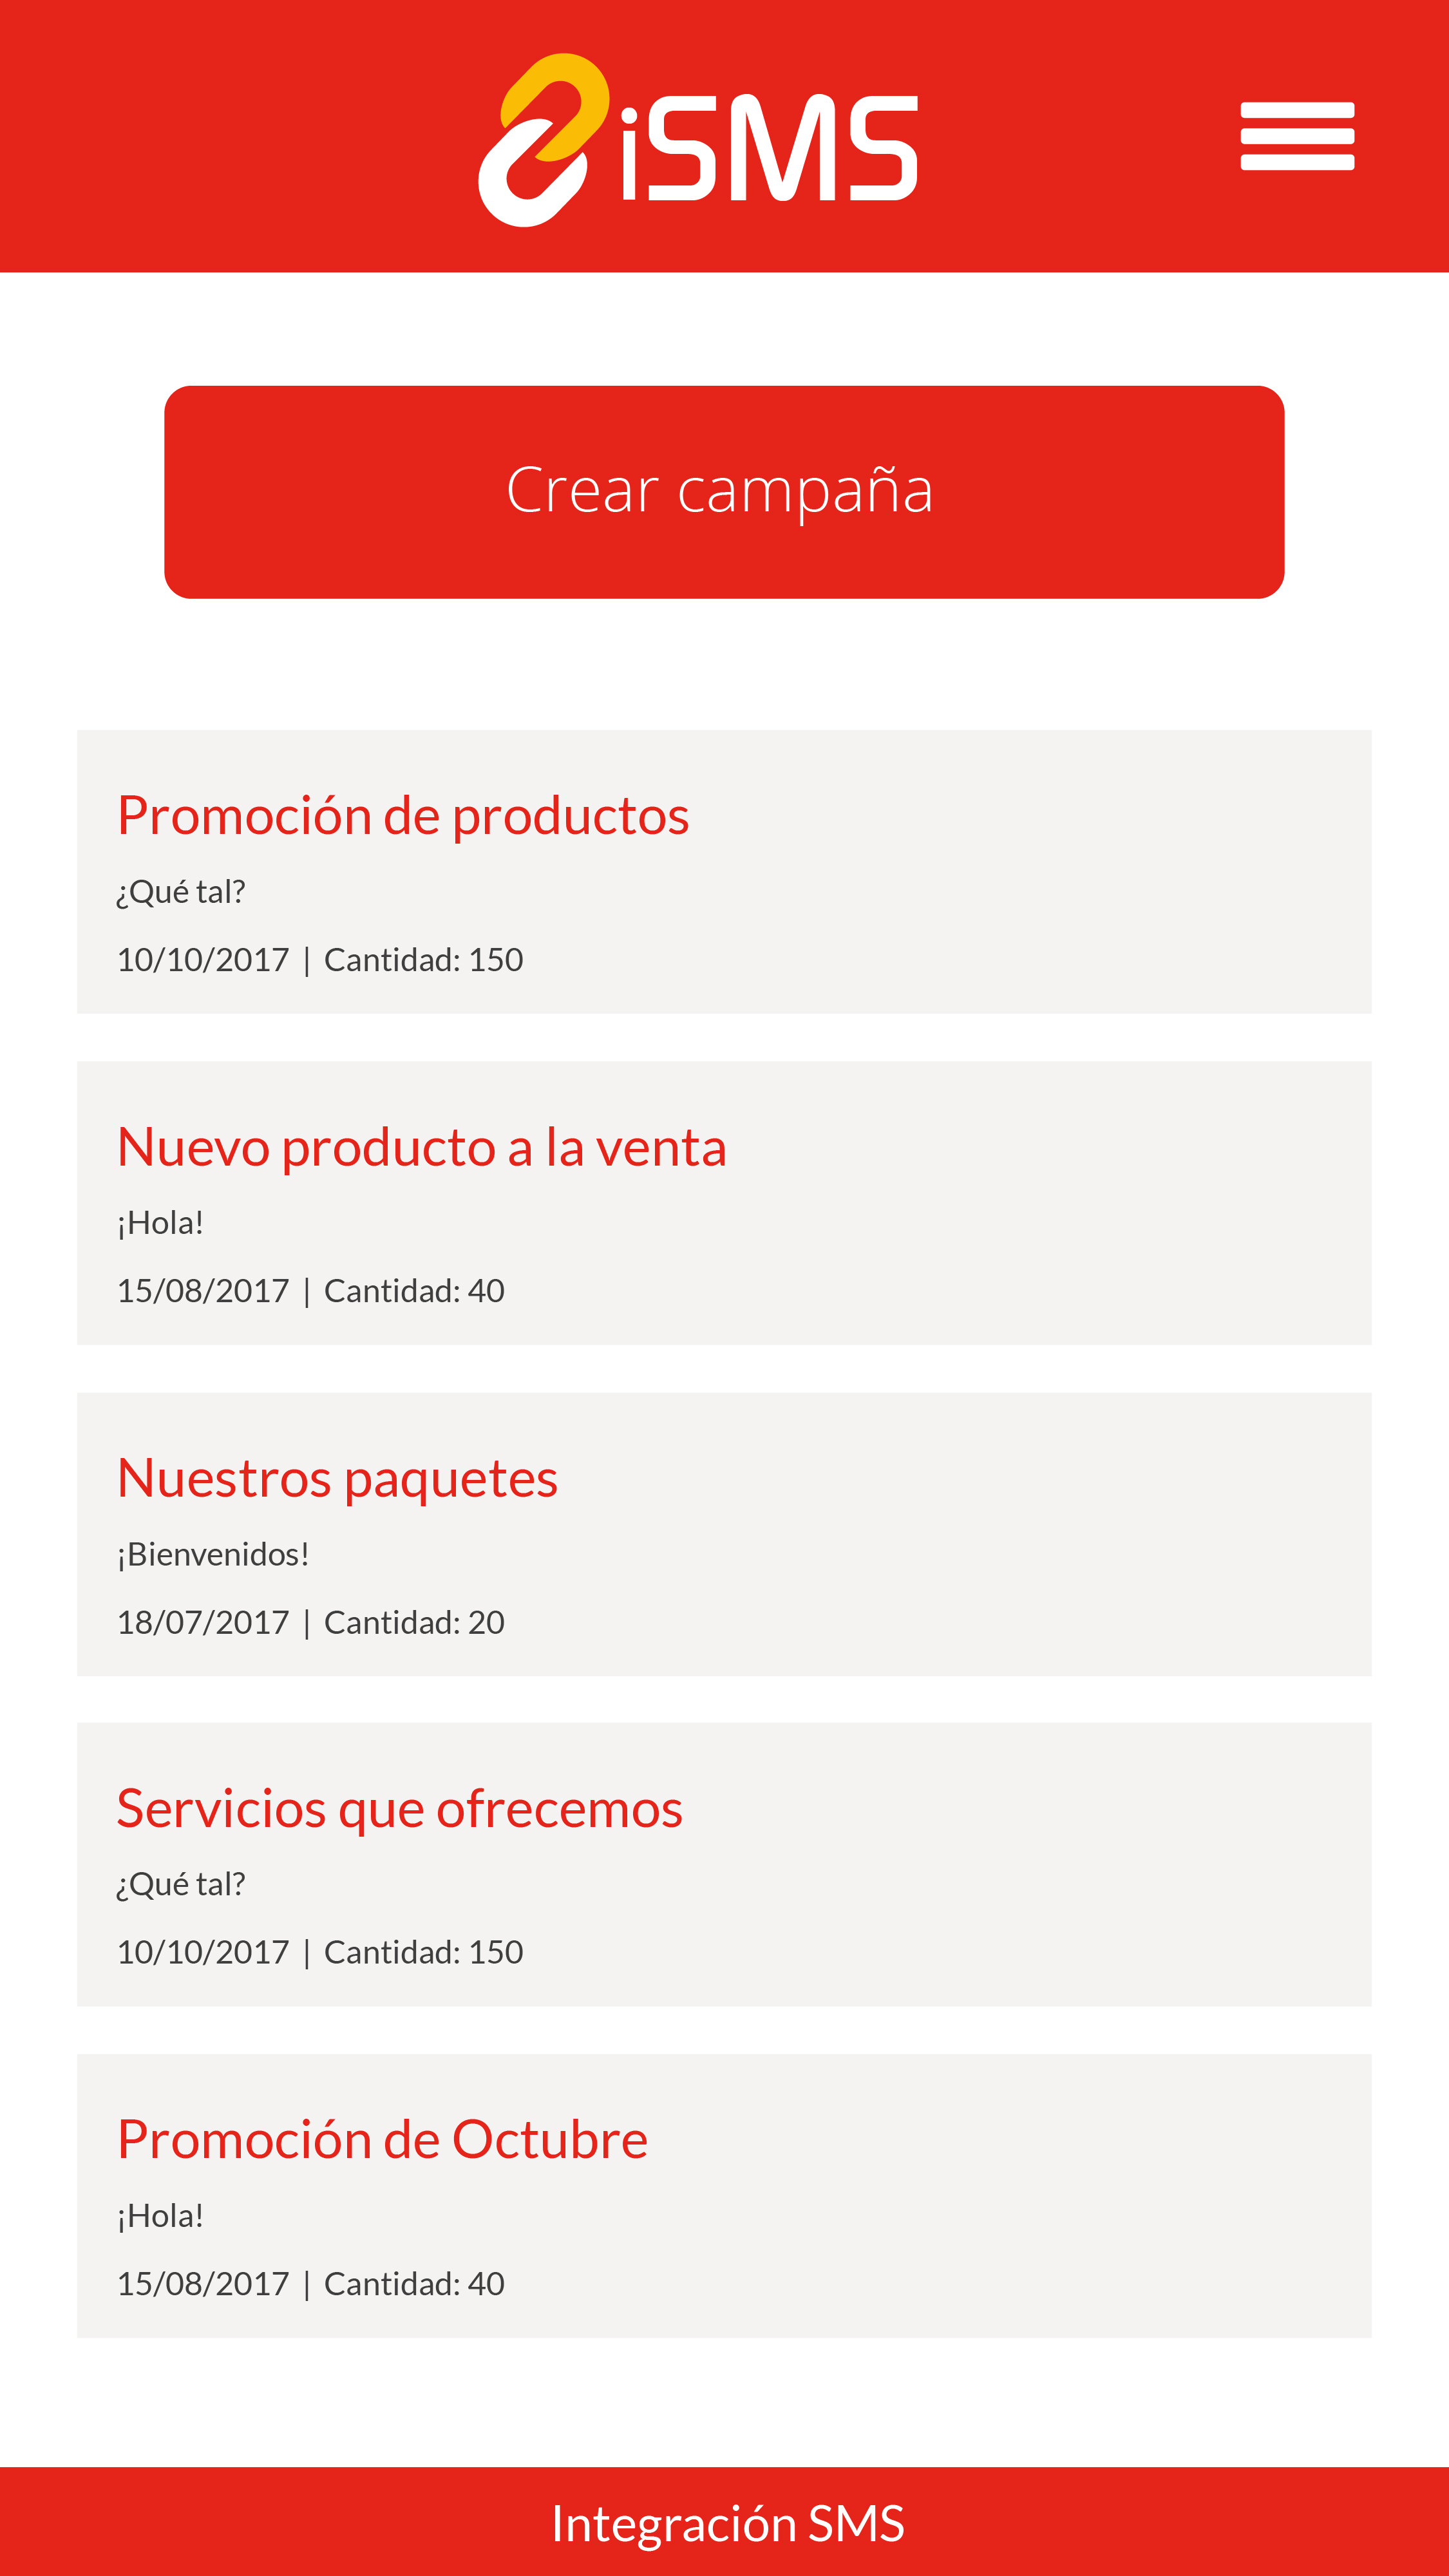 iSMS
Crear campaña
Promoción de productos
¿Qué tal?
10/10/2017 | Cantidad: 150
Nuevo producto a la venta
¡Hola!
15/08/2017 | Cantidad: 40
Nuestros paquetes
¡Bienvenidos!
18/07/2017 | Cantidad: 20
Servicios que ofrecemos
¿Qué tal?
10/10/2017 | Cantidad: 150
Promoción de Octubre
¡Hola!
15/08/2017 | Cantidad: 40
Integración SMS